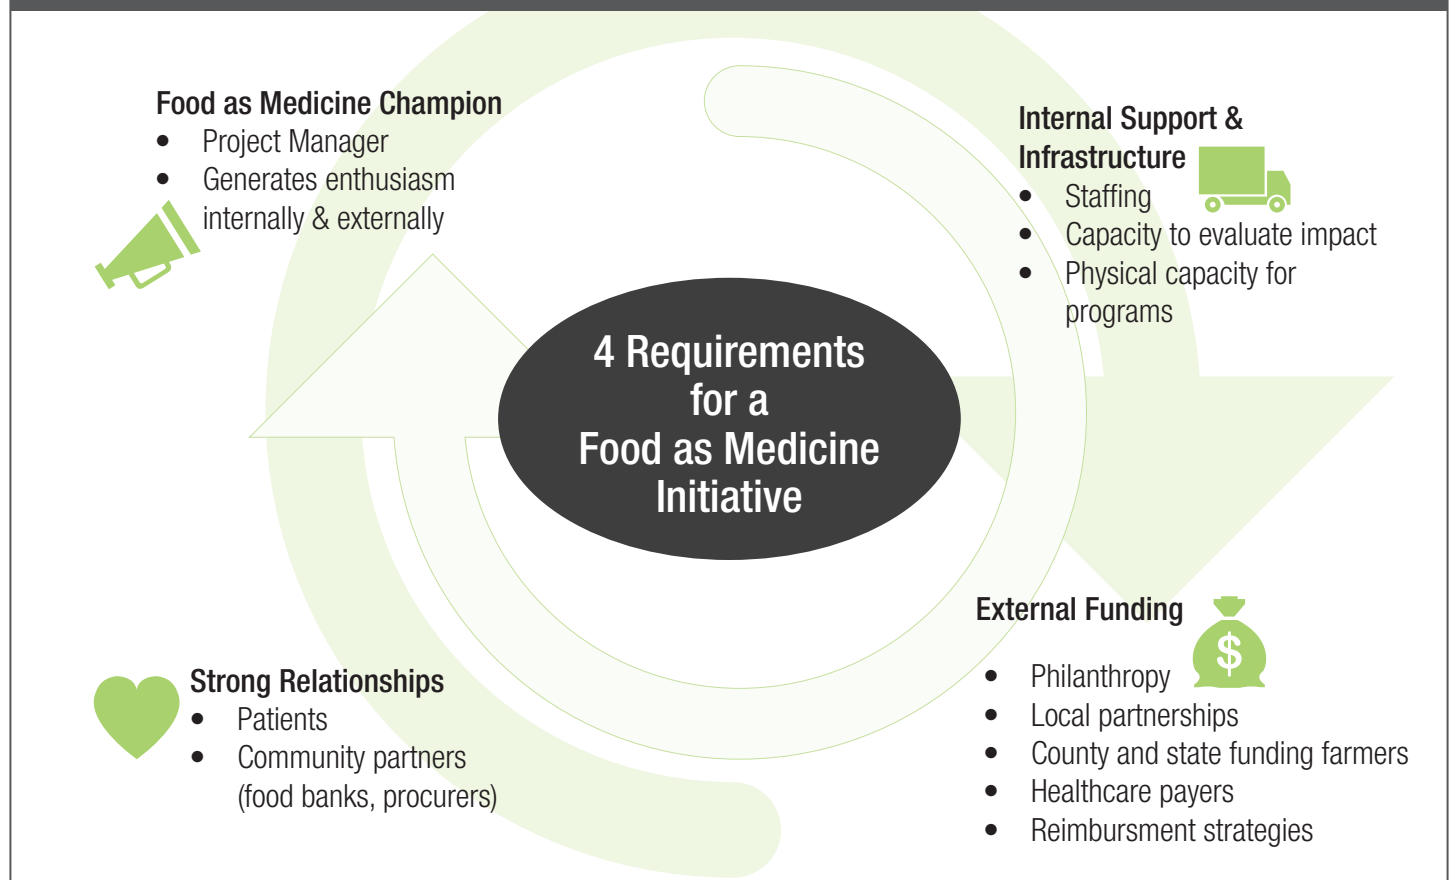 Food as Medicine Champion
• Project Manager
• Generates enthusiasm
internally & externally
Internal Support &
Infrastructure
• Staffing
• Capacity to evaluate impact
• Physical capacity for
programs
4 Requirements
for a
Food as Medicine
Initiative
Strong Relationships
• Patients
• Community partners
(food banks, procurers)
External Funding
$
• Philanthropy
• Local partnerships
• County and state funding farmers
• Healthcare payers
• Reimbursment strategies